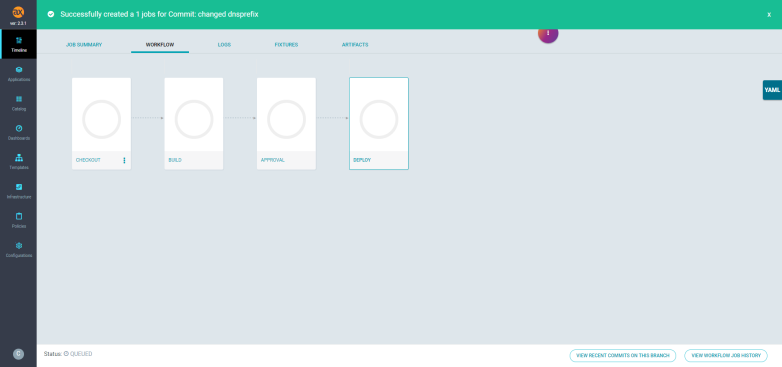 ax
ver: 2.2.1
Successfully created a 1 jobs for Commit: changed dnsprefix
x
Timeline
JOB SUMMARY
WORKFLOW
LOGS
FIXTURES
ARTIFACTS
Applications
YAML
Catalog
Dashboards
CHECKOUT
BUILD
APPROVAL
DEPLOY
Templates
Infrastructure
Policies
Configurations
C
Status: QUEUED
VIEW RECENT COMMITS ON THIS BRANCH
VIEW WORKFLOW JOB HISTORY